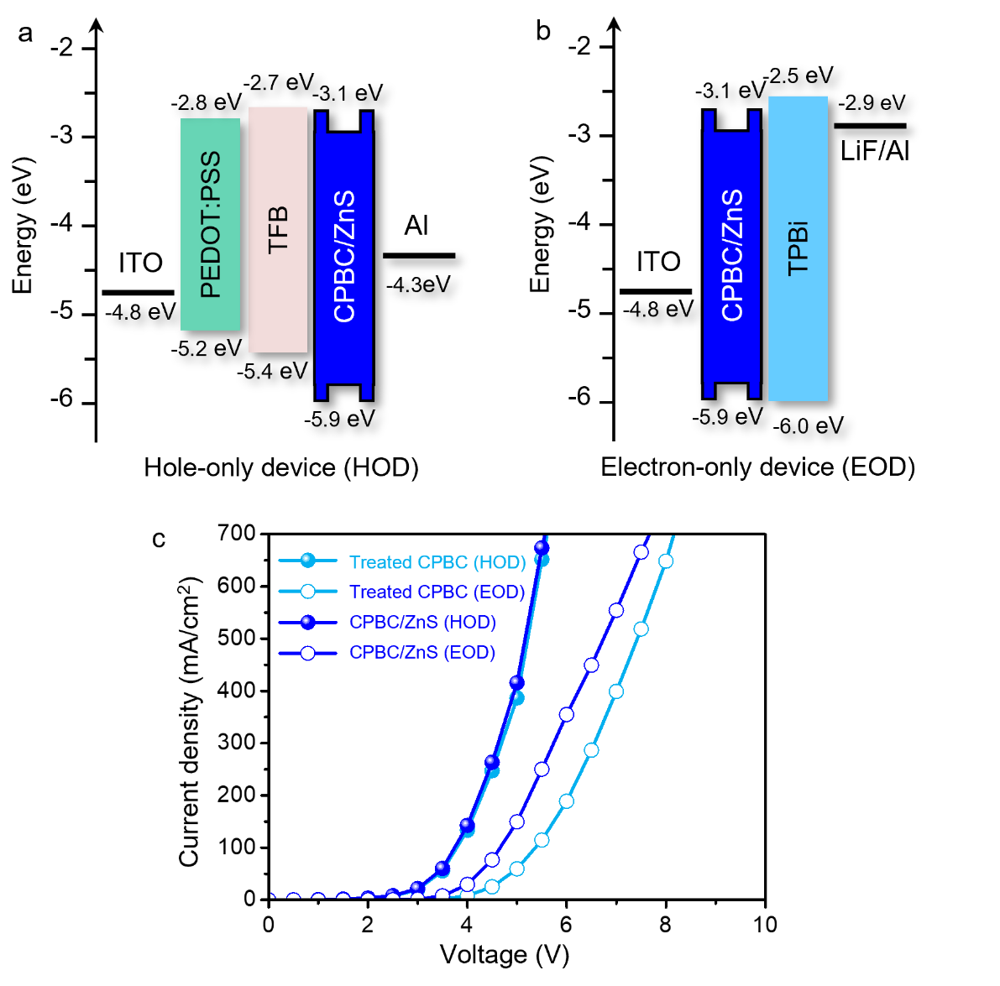 a
Energy (eV)
-2
-3
-4
-5
-6
ITO
-4.8 eV
-2.8 eV
PEDOT:PSS
-5.2 eV
-2.7 eV
TFB
-5.4 eV
-3.1 eV
CPBC/ZnS
-5.9 eV
Al
-4.3eV
Hole-only device (HOD)
b
Energy (eV)
-2
-3
-4
-5
-6
ITO
-4.8 eV
-3.1 eV
CPBC/ZnS
-5.9 eV
-2.5 eV
TPBi
-6.0 eV
-2.9 eV
LiF/Al
Electron-only device (EOD)
c
Current density (mA/cm²)
700
600
500
400
300
200
100
0
Treated CPBC (HOD)
Treated CPBC (EOD)
CPBC/ZnS (HOD)
CPBC/ZnS (EOD)
0 2 4 6 8 10
Voltage (V)